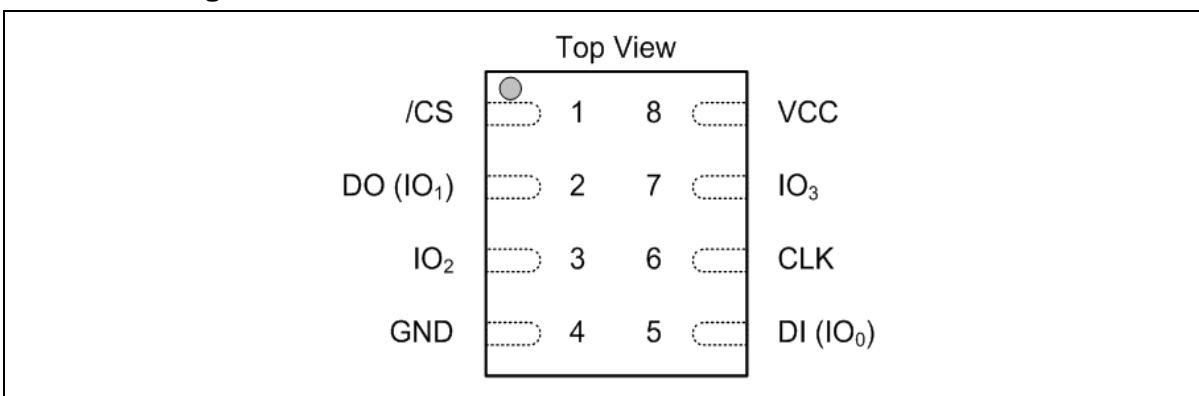 Top View
/CS 1 8 VCC
DO (IO₁) 2 7 IO₃
IO₂ 3 6 CLK
GND 4 5 DI (IO₀)